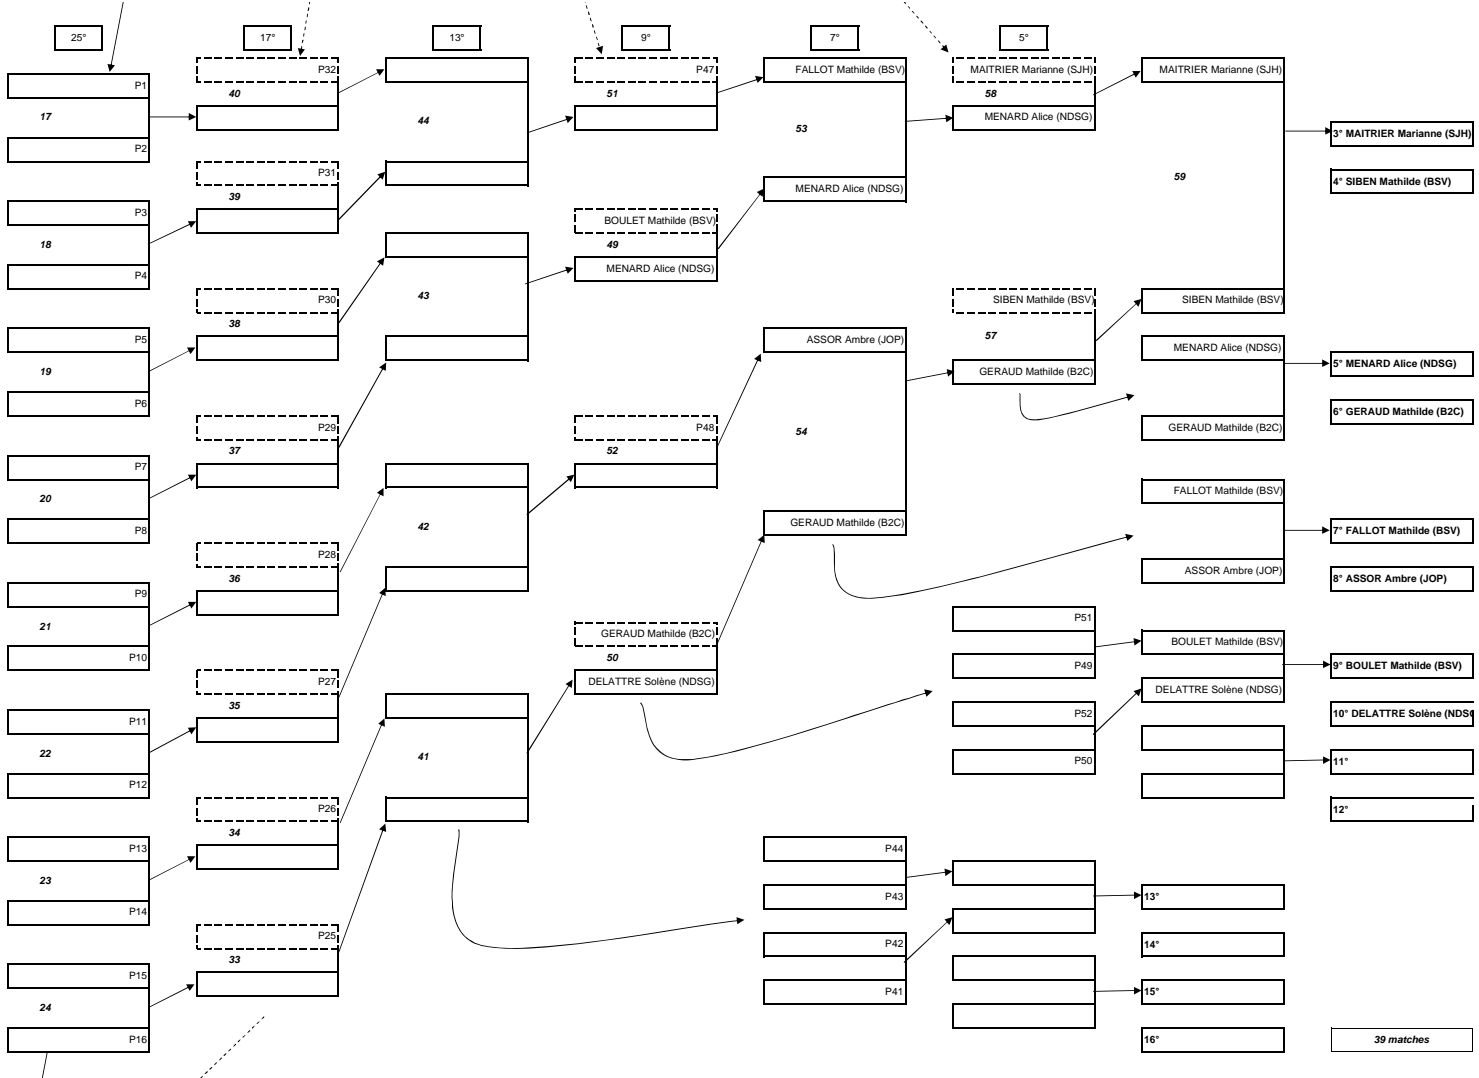 25°
17°
13°
9°
7°
5°
P1
17
P2
P3
18
P4
P5
19
P6
P7
20
P8
P9
21
P10
P11
22
P12
P13
23
P14
P15
24
P16
P32
40
P31
39
P30
38
P29
37
P28
36
P27
35
P26
34
P25
33
44
43
42
41
P47
51
BOULET Mathilde (BSV)
49
MENARD Alice (NDSG)
P48
52
GERAUD Mathilde (B2C)
50
DELATTRE Solène (NDSG)
FALLOT Mathilde (BSV)
53
MENARD Alice (NDSG)
ASSOR Ambre (JOP)
54
GERAUD Mathilde (B2C)
P44
P43
P42
P41
MAITRIER Marianne (SJH)
58
MENARD Alice (NDSG)
SIBEN Mathilde (BSV)
57
GERAUD Mathilde (B2C)
P51
P49
P52
P50
MAITRIER Marianne (SJH)
59
SIBEN Mathilde (BSV)
MENARD Alice (NDSG)
GERAUD Mathilde (B2C)
FALLOT Mathilde (BSV)
ASSOR Ambre (JOP)
BOULET Mathilde (BSV)
DELATTRE Solène (NDSG)
13°
14°
15°
16°
3° MAITRIER Marianne (SJH)
4° SIBEN Mathilde (BSV)
5° MENARD Alice (NDSG)
6° GERAUD Mathilde (B2C)
7° FALLOT Mathilde (BSV)
8° ASSOR Ambre (JOP)
9° BOULET Mathilde (BSV)
10° DELATTRE Solène (NDSG
11°
12°
39 matches